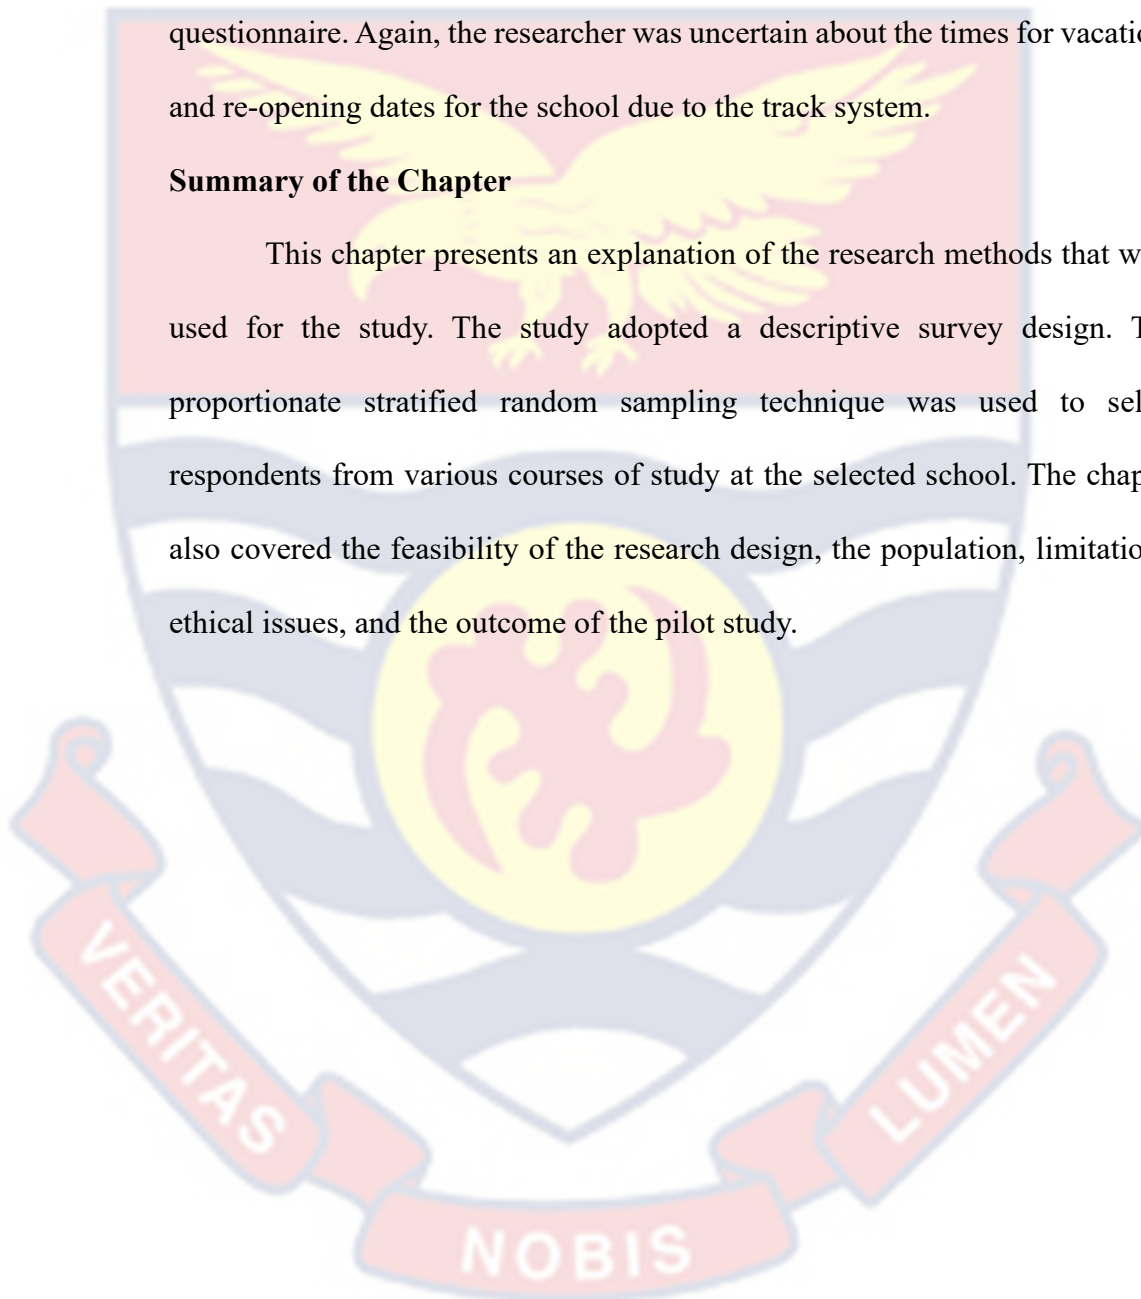 questionnaire. Again, the researcher was uncertain about the times for vacatio
and re-opening dates for the school due to the track system.
Summary of the Chapter
This chapter presents an explanation of the research methods that w
used for the study. The study adopted a descriptive survey design. T
proportionate stratified random sampling technique was used to sel
respondents from various courses of study at the selected school. The chap
also covered the feasibility of the research design, the population, limitatio
ethical issues, and the outcome of the pilot study.
VERITAS
NOBIS
LUMEN